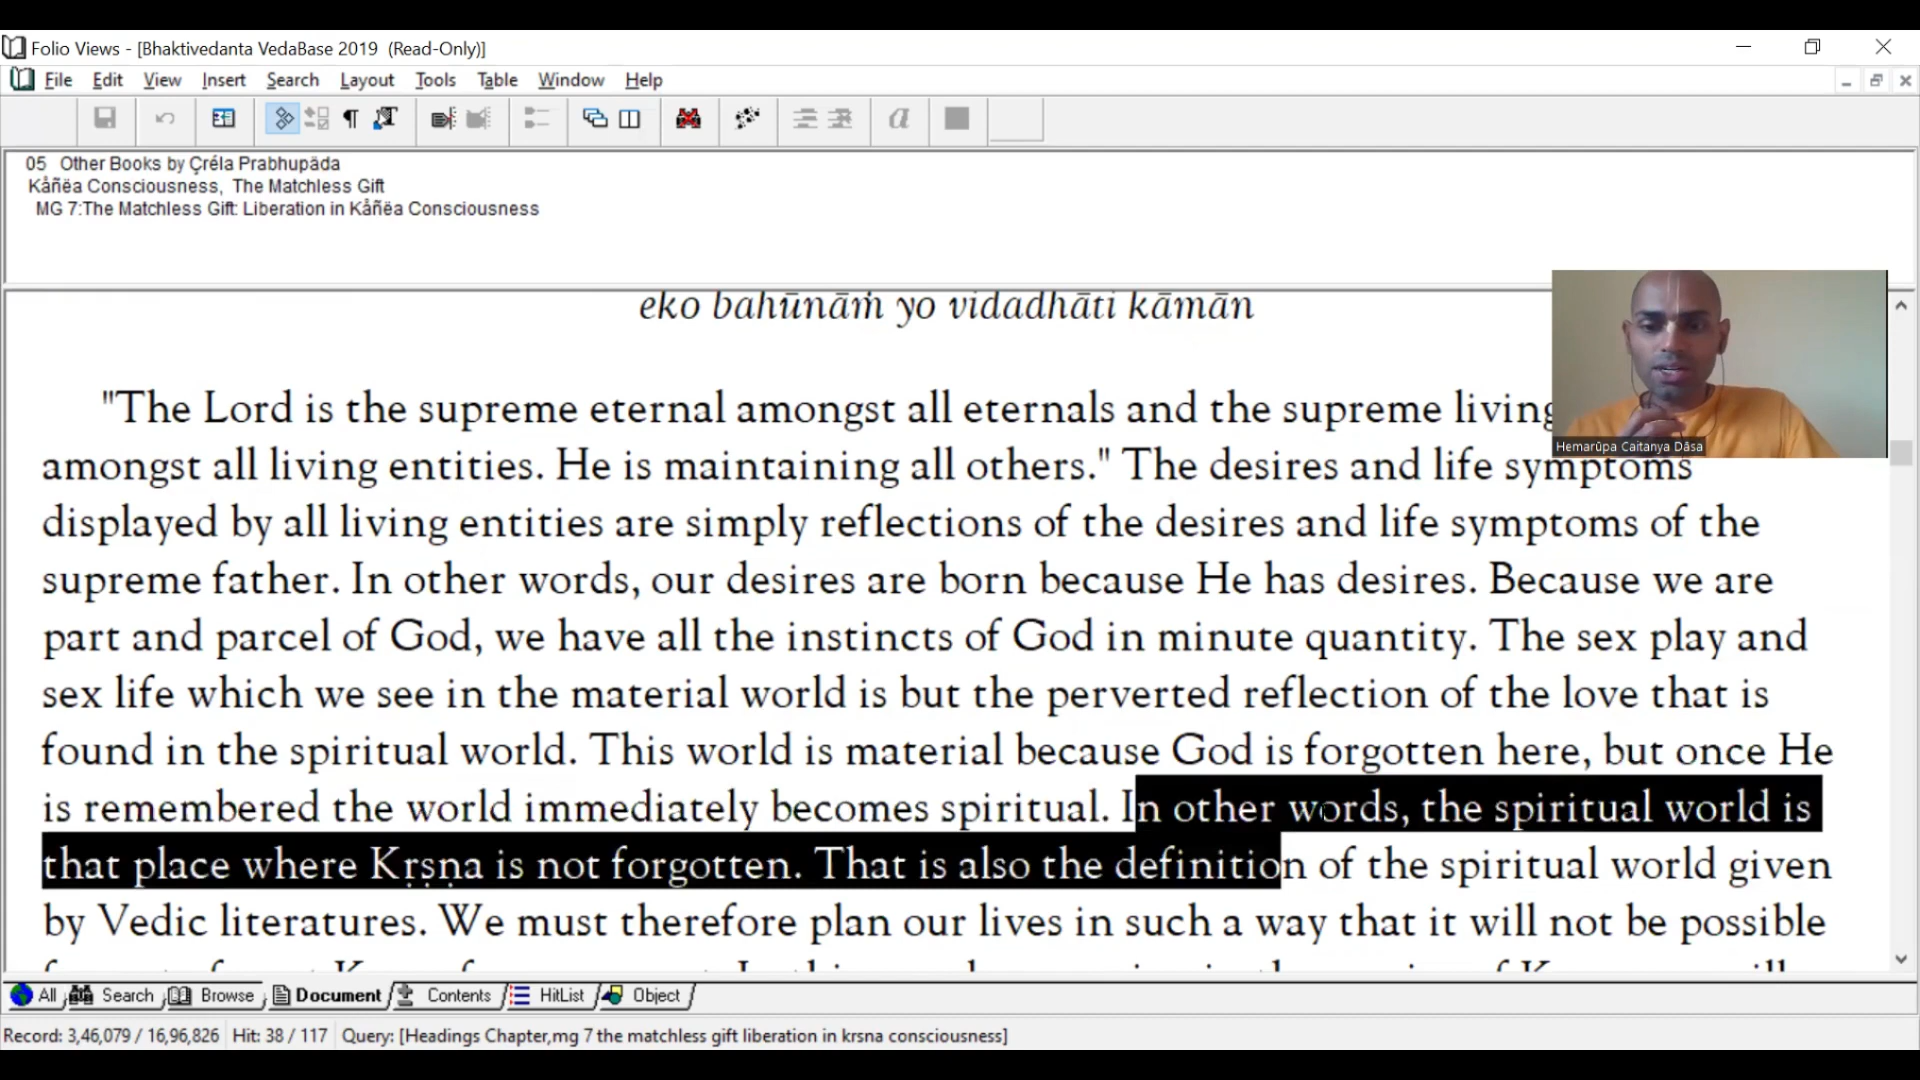 Folio Views - [Bhaktivedanta VedaBase 2019 (Read-Only)]
File Edit View Insert Search Layout Tools Table Window Help
05 Other Books by Çréla Prabhupäda
Kåñëa Consciousness, The Matchless Gift
MG 7:The Matchless Gift: Liberation in Kåñëa Consciousness
eko bahūnāṁ yo vidadhāti kāmān
"The Lord is the supreme eternal amongst all eternals and the supreme living
amongst all living entities. He is maintaining all others." The desires and life symptoms
displayed by all living entities are simply reflections of the desires and life symptoms of the
supreme father. In other words, our desires are born because He has desires. Because we are
part and parcel of God, we have all the instincts of God in minute quantity. The sex play and
sex life which we see in the material world is but the perverted reflection of the love that is
found in the spiritual world. This world is material because God is forgotten here, but once He
is remembered the world immediately becomes spiritual. In other words, the spiritual world is
that place where Kṛṣṇa is not forgotten. That is also the definition of the spiritual world given
by Vedic literatures. We must therefore plan our lives in such a way that it will not be possible
Hemarūpa Caitanya Dāsa
All Search Browse Document Contents HitList Object
Record: 3,46,079 / 16,96,826 Hit: 38 / 117 Query: [Headings Chapter,mg 7 the matchless gift liberation in krsna consciousness]